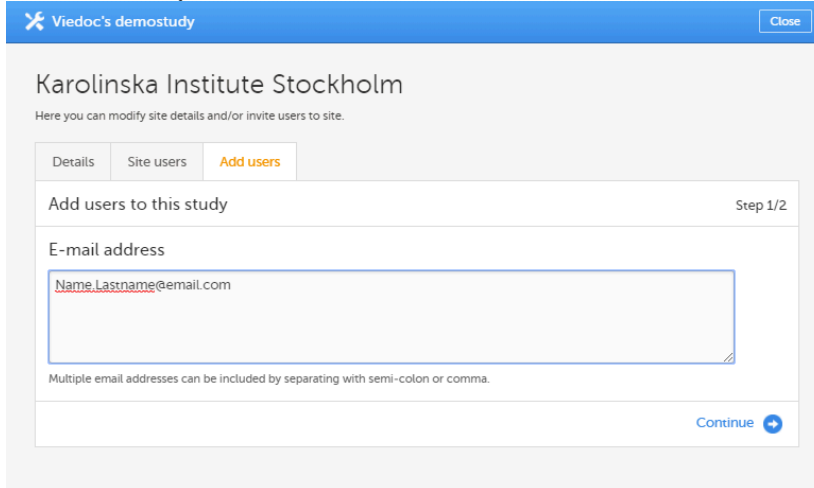 Viedoc's demostudy
Close
Karolinska Institute Stockholm
Here you can modify site details and/or invite users to site.
Details Site users Add users
Add users to this study Step 1/2
E-mail address
Name.Lastname@email.com
Multiple email addresses can be included by separating with semi-colon or comma.
Continue